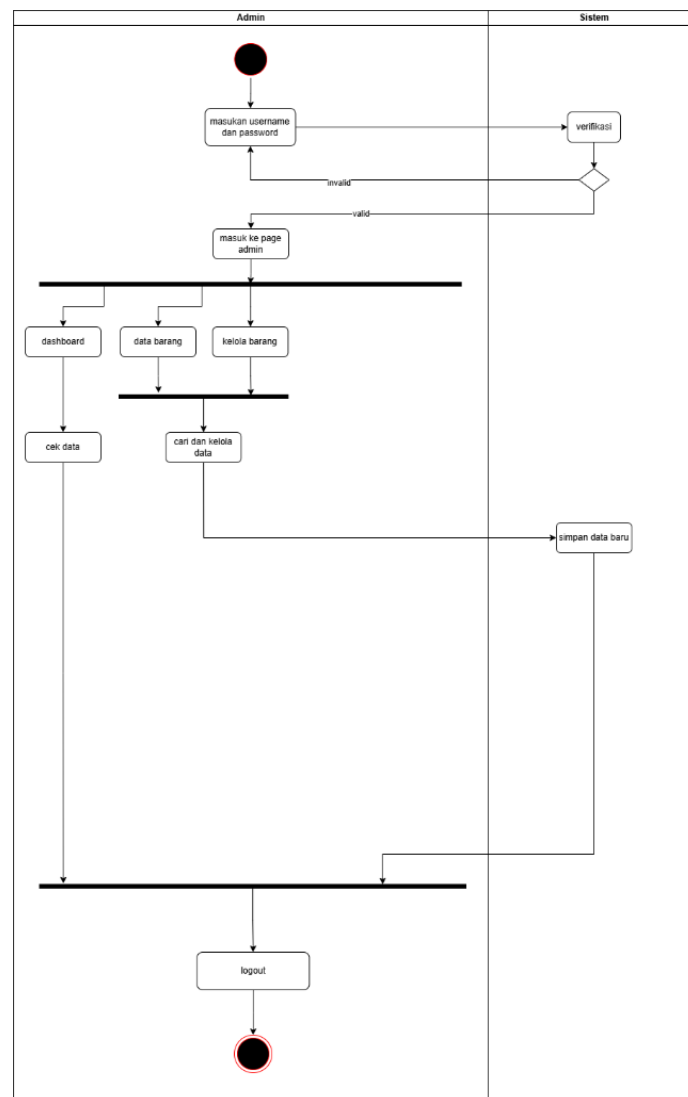 Admin
Sistem
masukan username
dan password
verifikasi
invalid
valid
masuk ke page
admin
dashboard
data barang
kelola barang
cek data
cari dan kelola
data
simpan data baru
logout